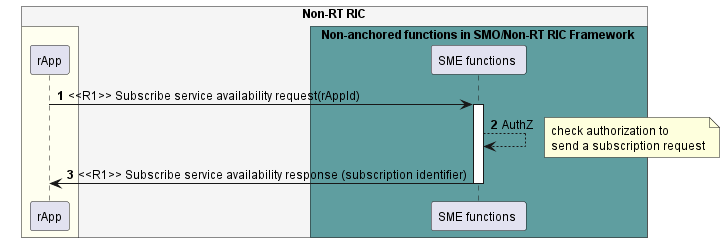 Non-RT RIC
Non-anchored functions in SMO/Non-RT RIC Framework
rApp
SME functions
1 <<R1>> Subscribe service availability request(rAppId)
2 AuthZ
check authorization to
send a subscription request
3 <<R1>> Subscribe service availability response (subscription identifier)
rApp
SME functions